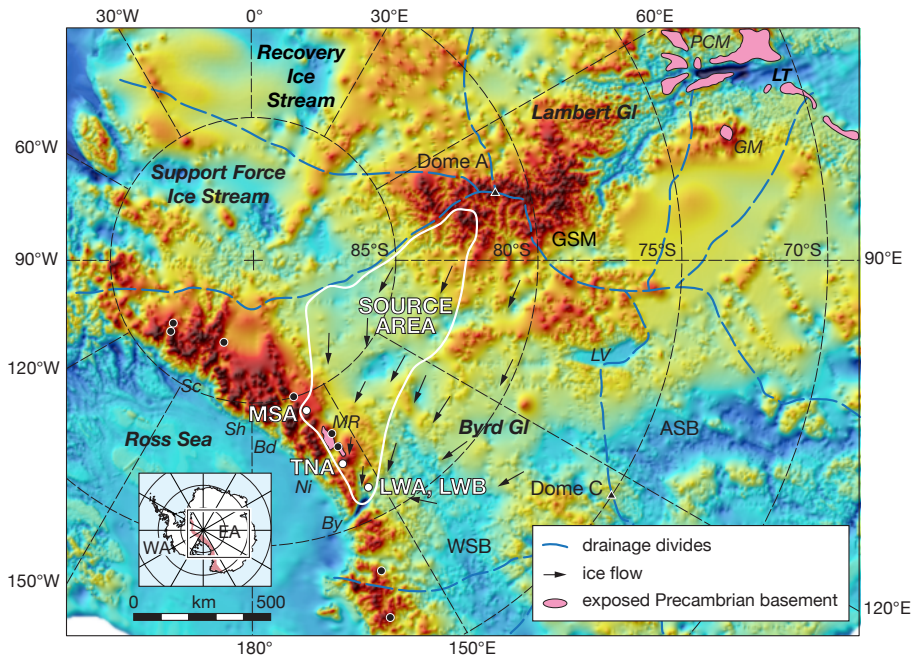 30°W
0°
30°E
60°E
Recovery
Ice
Stream
PCM
LT
Lambert Gl
60°W
GM
Dome A
Support Force
Ice Stream
GSM
85°S
80°S
75°S
70°S
90°W
90°E
SOURCE
AREA
LV
120°W
Sc
MSA
MR
Sh
Bd
Ross Sea
Byrd Gl
ASB
TNA
Ni
LWA, LWB
Dome C
By
WSB
WA
EA
drainage divides
ice flow
exposed Precambrian basement
150°W
0
km
500
120°E
180°
150°E